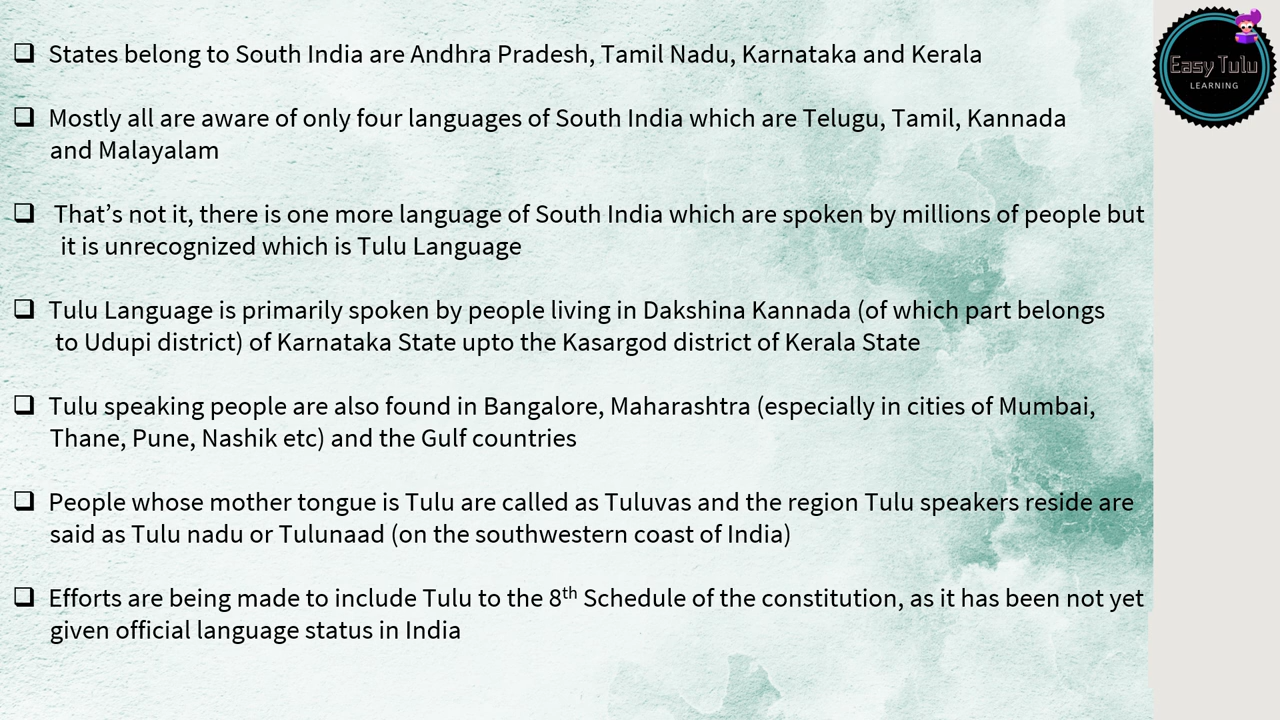 States belong to South India are Andhra Pradesh, Tamil Nadu, Karnataka and Kerala
Mostly all are aware of only four languages of South India which are Telugu, Tamil, Kannada
and Malayalam
That’s not it, there is one more language of South India which are spoken by millions of people but
it is unrecognized which is Tulu Language
Tulu Language is primarily spoken by people living in Dakshina Kannada (of which part belongs
to Udupi district) of Karnataka State upto the Kasargod district of Kerala State
Tulu speaking people are also found in Bangalore, Maharashtra (especially in cities of Mumbai,
Thane, Pune, Nashik etc) and the Gulf countries
People whose mother tongue is Tulu are called as Tuluvas and the region Tulu speakers reside are
said as Tulu nadu or Tulunaad (on the southwestern coast of India)
Efforts are being made to include Tulu to the 8th Schedule of the constitution, as it has been not yet
given official language status in India
Easy Tulu
LEARNING